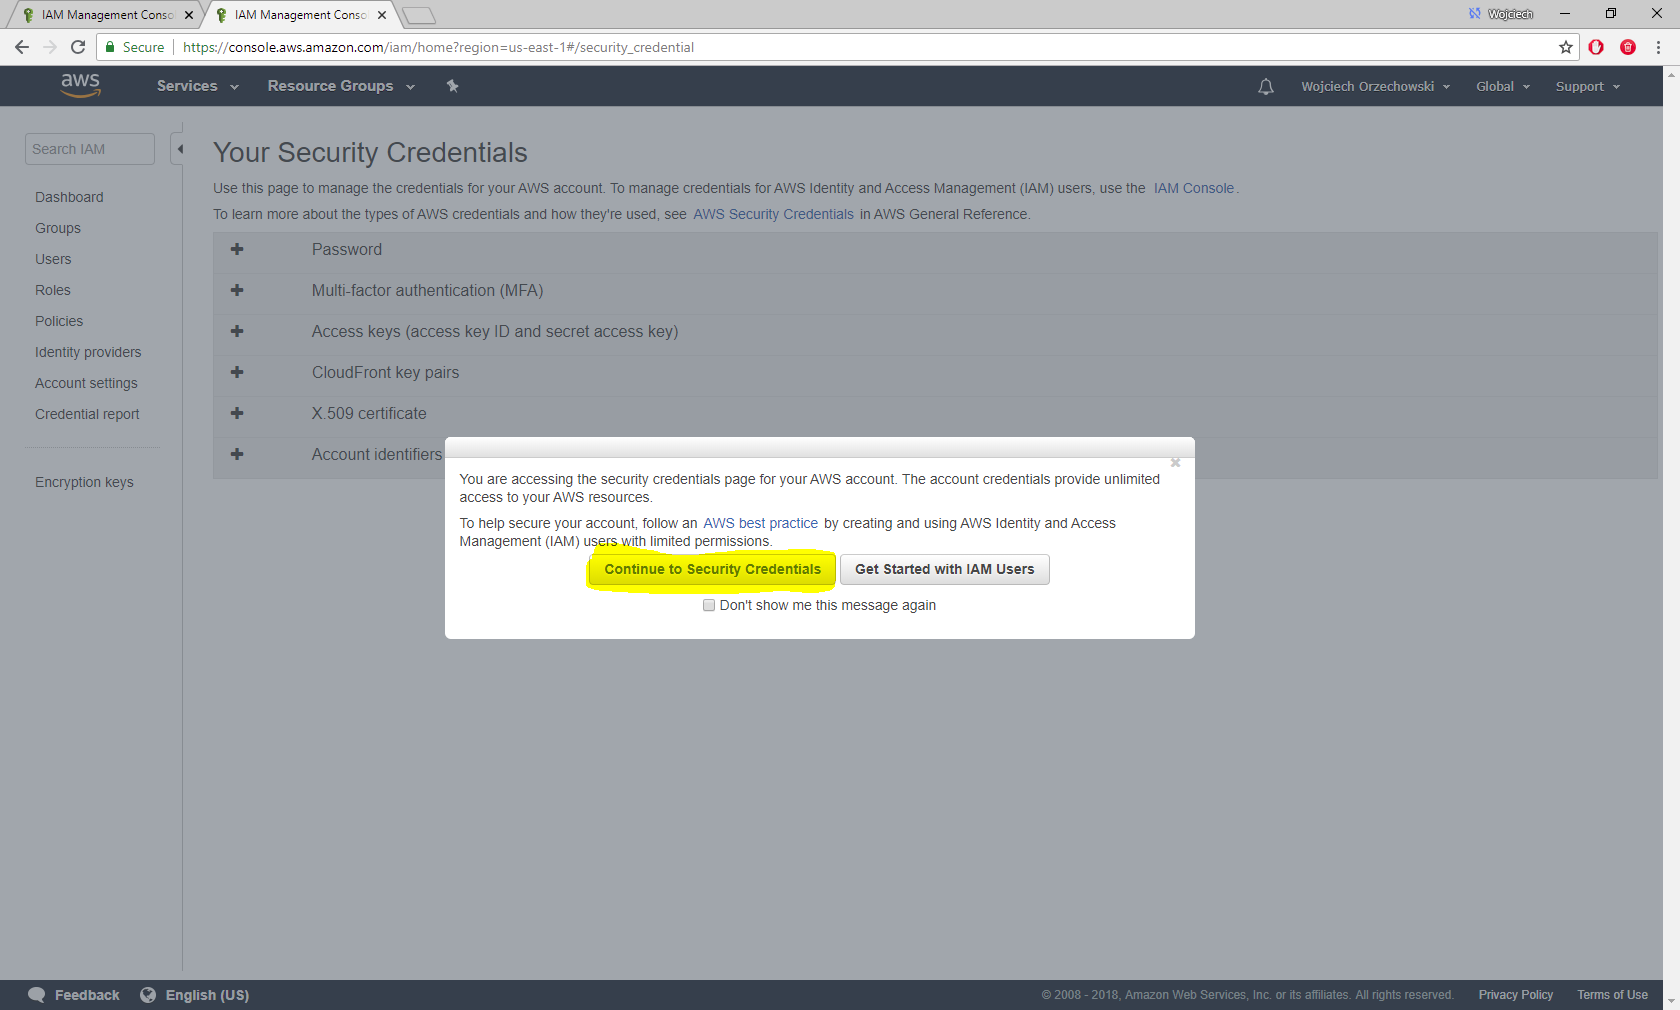 IAM Management Conso
IAM Management Conso
Wojciech
Secure
https://console.aws.amazon.com/iam/home?region=us-east-1#/security_credential
aws
Services
Resource Groups
Wojciech Orzechowski
Global
Support
Search IAM
Dashboard
Groups
Users
Roles
Policies
Identity providers
Account settings
Credential report
Encryption keys
Your Security Credentials
Use this page to manage the credentials for your AWS account. To manage credentials for AWS Identity and Access Management (IAM) users, use the IAM Console.
To learn more about the types of AWS credentials and how they're used, see AWS Security Credentials in AWS General Reference.
Password
Multi-factor authentication (MFA)
Access keys (access key ID and secret access key)
CloudFront key pairs
X.509 certificate
Account identifiers
You are accessing the security credentials page for your AWS account. The account credentials provide unlimited
access to your AWS resources.
To help secure your account, follow an AWS best practice by creating and using AWS Identity and Access
Management (IAM) users with limited permissions.
Continue to Security Credentials
Get Started with IAM Users
Don't show me this message again
Feedback
English (US)
© 2008 - 2018, Amazon Web Services, Inc. or its affiliates. All rights reserved.
Privacy Policy
Terms of Use